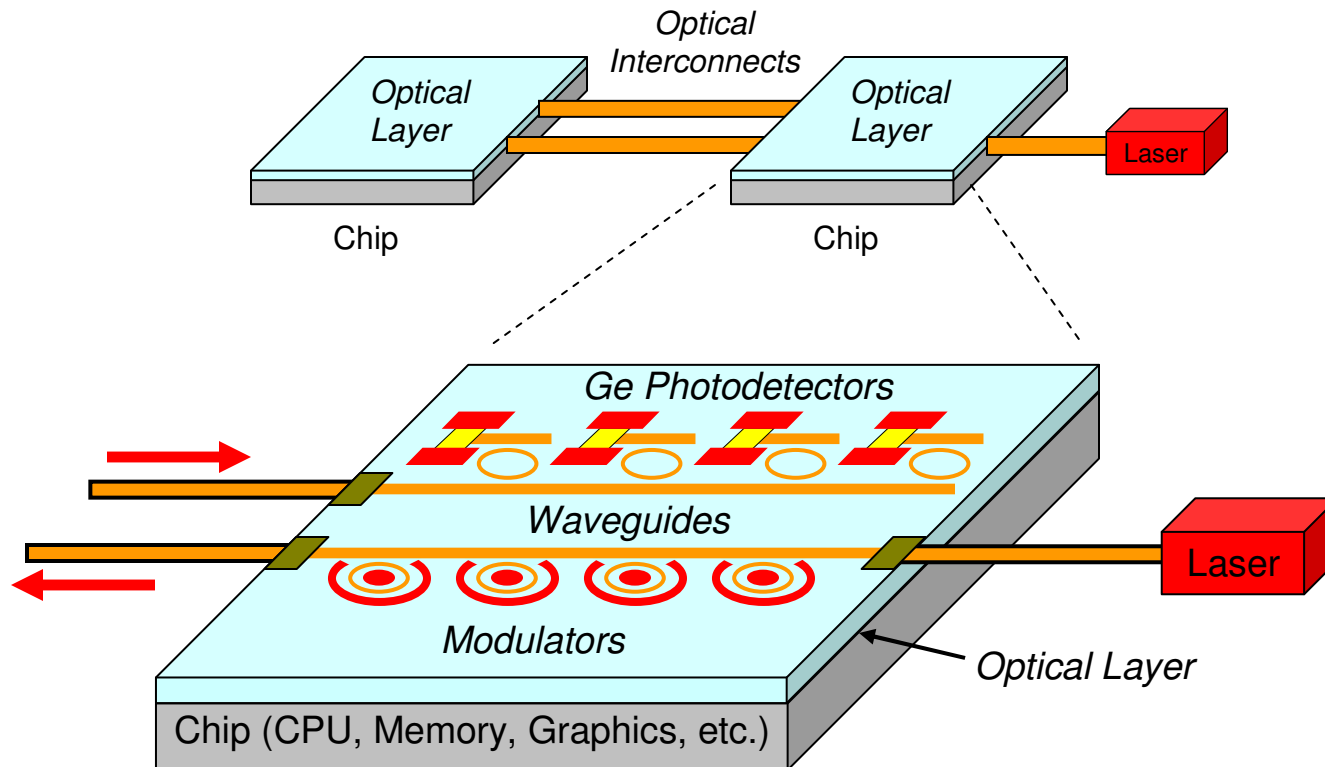 Optical
Interconnects
Optical
Layer
Optical
Layer
Laser
Chip
Chip
Ge Photodetectors
Waveguides
Laser
Modulators
Optical Layer
Chip (CPU, Memory, Graphics, etc.)